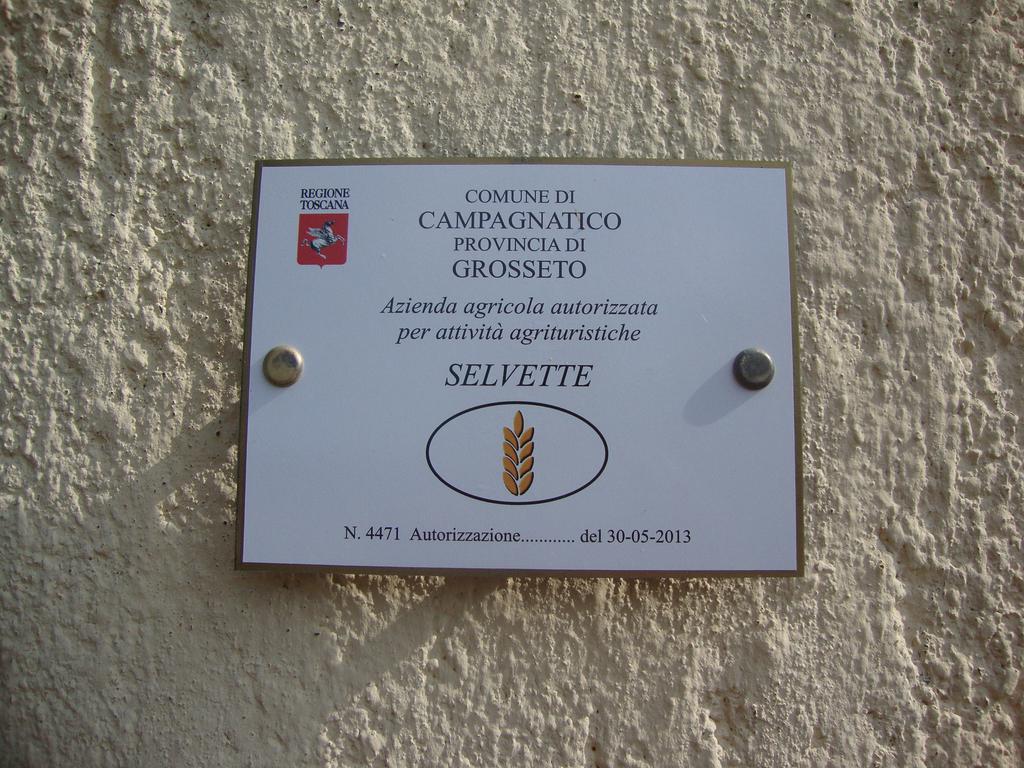 REGIONE
TOSCANA
COMUNE DI
CAMPAGNATICO
PROVINCIA DI
GROSSETO
Azienda agricola autorizzata
per attività agrituristiche
SELVETTE
N. 4471 Autorizzazione............ del 30-05-2013